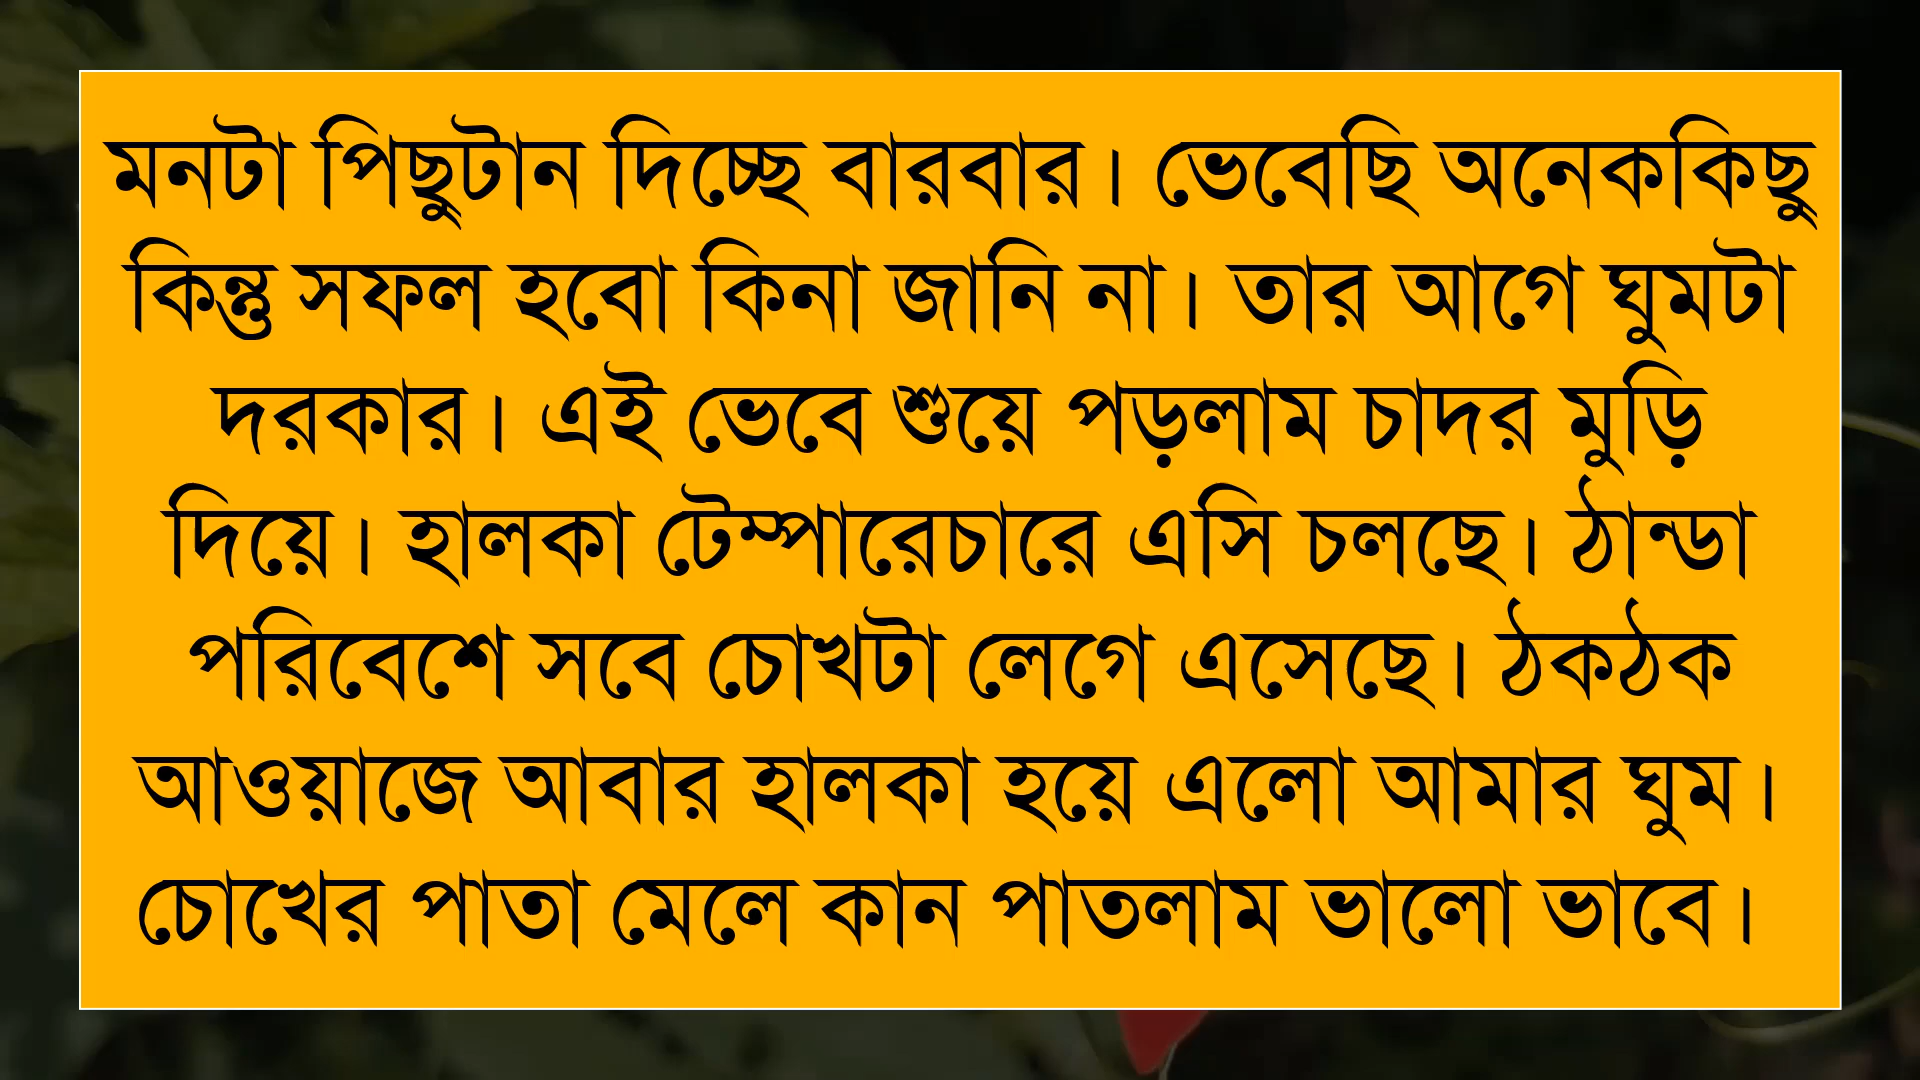 মনটা পিছুটান দিচ্ছে বারবার। ভেবেছি অনেককিছু
কিন্তু সফল হবো কিনা জানি না। তার আগে ঘুমটা
দরকার। এই ভেবে শুয়ে পড়লাম চাদর মুড়ি
দিয়ে। হালকা টেম্পারেচারে এসি চলছে। ঠান্ডা
পরিবেশে সবে চোখটা লেগে এসেছে। ঠকঠক
আওয়াজে আবার হালকা হয়ে এলো আমার ঘুম।
চোখের পাতা মেলে কান পাতলাম ভালো ভাবে।